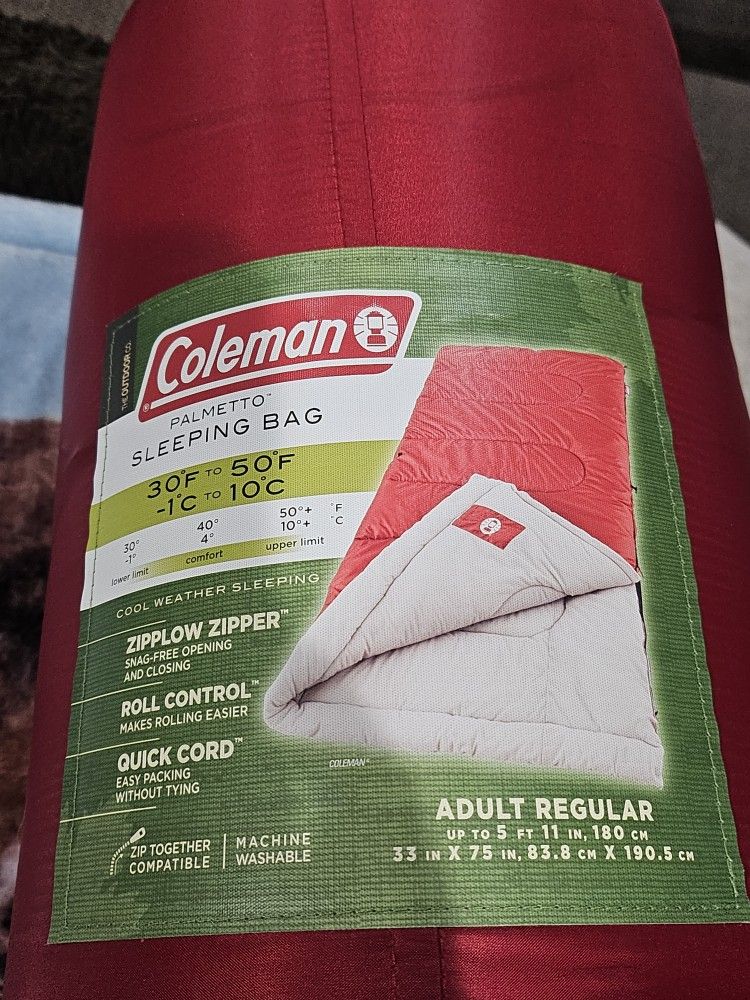 THE OUTDOOR CO.
Coleman®
PALMETTO™
SLEEPING BAG
30°F TO 50°F
-1°C TO 10°C
30° 40° 50°+ °F
-1° 4° 10°+ °C
lower limit comfort upper limit
COOL WEATHER SLEEPING
ZIPPLOW ZIPPER™
SNAG-FREE OPENING
AND CLOSING
ROLL CONTROL™
MAKES ROLLING EASIER
QUICK CORD™
EASY PACKING
WITHOUT TYING
COLEMAN®
ZIP TOGETHER
COMPATIBLE
MACHINE
WASHABLE
ADULT REGULAR
UP TO 5 FT 11 IN, 180 CM
33 IN X 75 IN, 83.8 CM X 190.5 CM